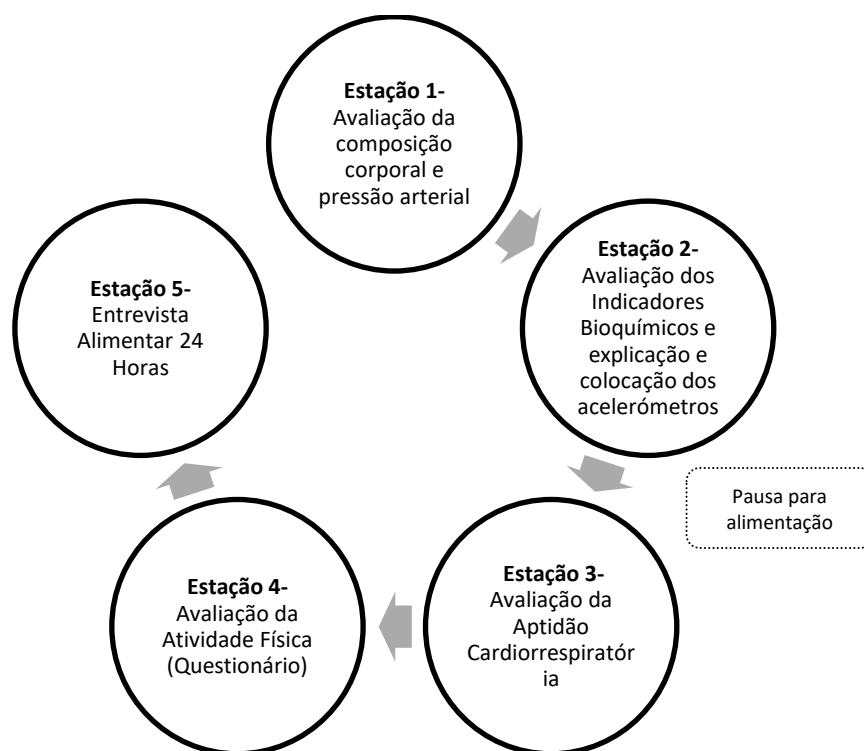 Estação 1-
Avaliação da
composição
corporal e
pressão arterial
Estação 2-
Avaliação dos
Indicadores
Bioquímicos e
explicação e
colocação dos
acelerómetros
Pausa para
alimentação
Estação 3-
Avaliação da
Aptidão
Cardiorrespiratór
ia
Estação 4-
Avaliação da
Atividade Física
(Questionário)
Estação 5-
Entrevista
Alimentar 24
Horas